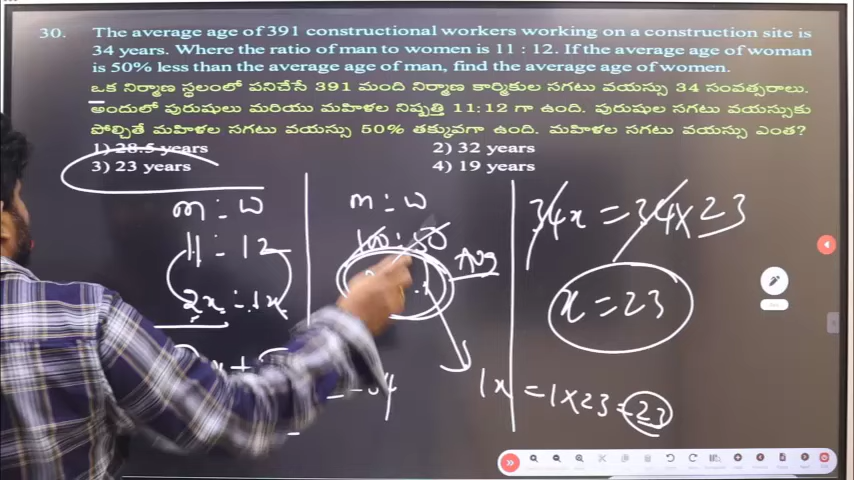 30. The average age of 391 constructional workers working on a construction site is
34 years. Where the ratio of man to women is 11 : 12. If the average age of woman
is 50% less than the average age of man, find the average age of women.
ఒక నిర్మాణ స్థలంలో పనిచేసే 391 మంది నిర్మాణ కార్మికుల సగటు వయస్సు 34 సంవత్సరాలు.
అందులో పురుషులు మరియు మహిళల నిష్పత్తి 11:12 గా ఉంది. పురుషుల సగటు వయస్సుకు
పోల్చితే మహిళల సగటు వయస్సు 50% తక్కువగా ఉంది. మహిళల సగటు వయస్సు ఎంత?
1) 28.5 years 2) 32 years
3) 23 years 4) 19 years
m : w
11 : 12
2x : 1x
m : w
100 : 50
Avg
34x = 34 x 23
x = 23
1x = 1 x 23 = 23